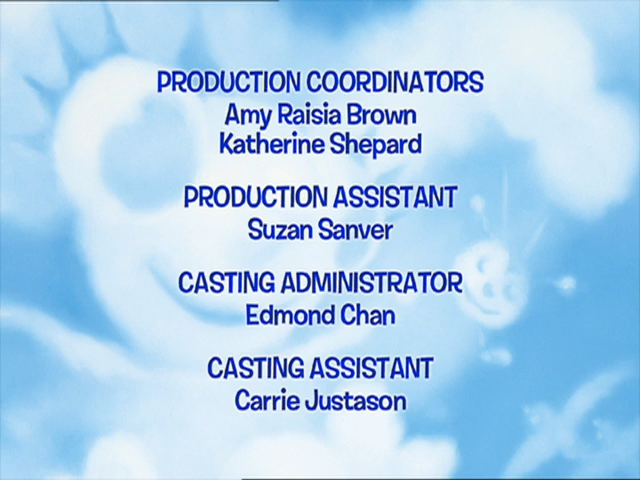 PRODUCTION COORDINATORS
Amy Raisia Brown
Katherine Shepard
PRODUCTION ASSISTANT
Suzan Sanver
CASTING ADMINISTRATOR
Edmond Chan
CASTING ASSISTANT
Carrie Justason